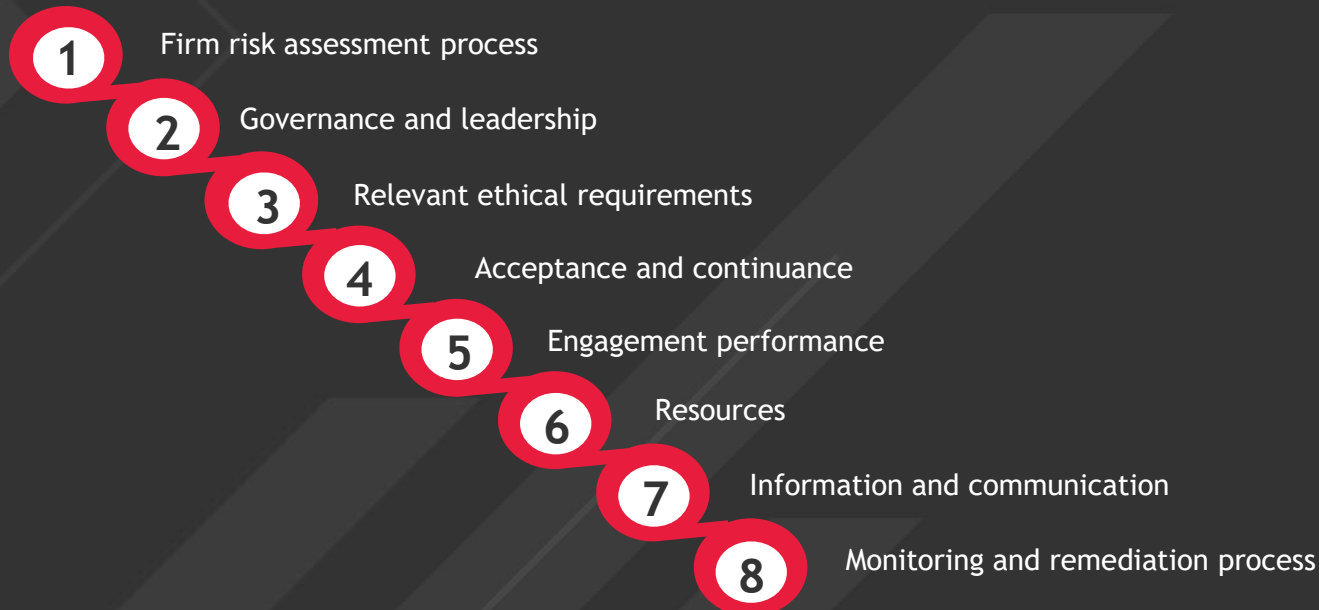 1 Firm risk assessment process
2 Governance and leadership
3 Relevant ethical requirements
4 Acceptance and continuance
5 Engagement performance
6 Resources
7 Information and communication
8 Monitoring and remediation process